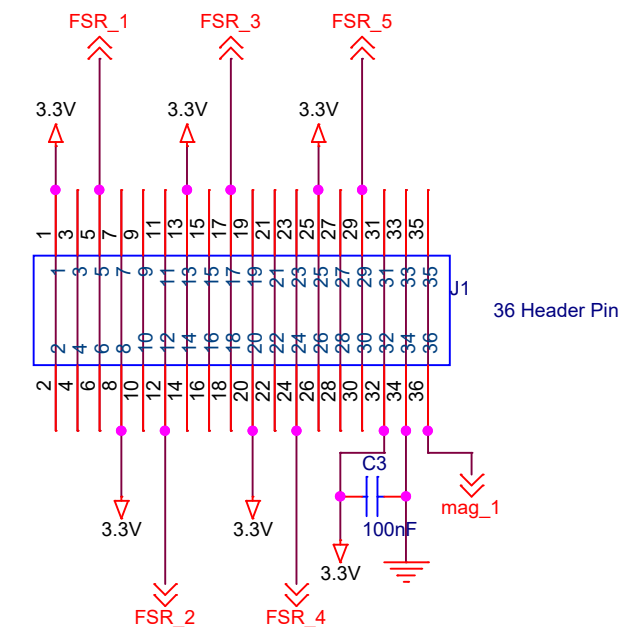 FSR_1 FSR_3 FSR_5
3.3V 3.3V 3.3V
1 3 5 7 9 11 13 15 17 19 21 23 25 27 29 31 33 35
1 3 5 7 9 11 13 15 17 19 21 23 25 27 29 31 33 35
J1
36 Header Pin
2 4 6 8 10 12 14 16 18 20 22 24 26 28 30 32 34 36
2 4 6 8 10 12 14 16 18 20 22 24 26 28 30 32 34 36
C3
100nF
mag_1
3.3V 3.3V
3.3V
FSR_2 FSR_4